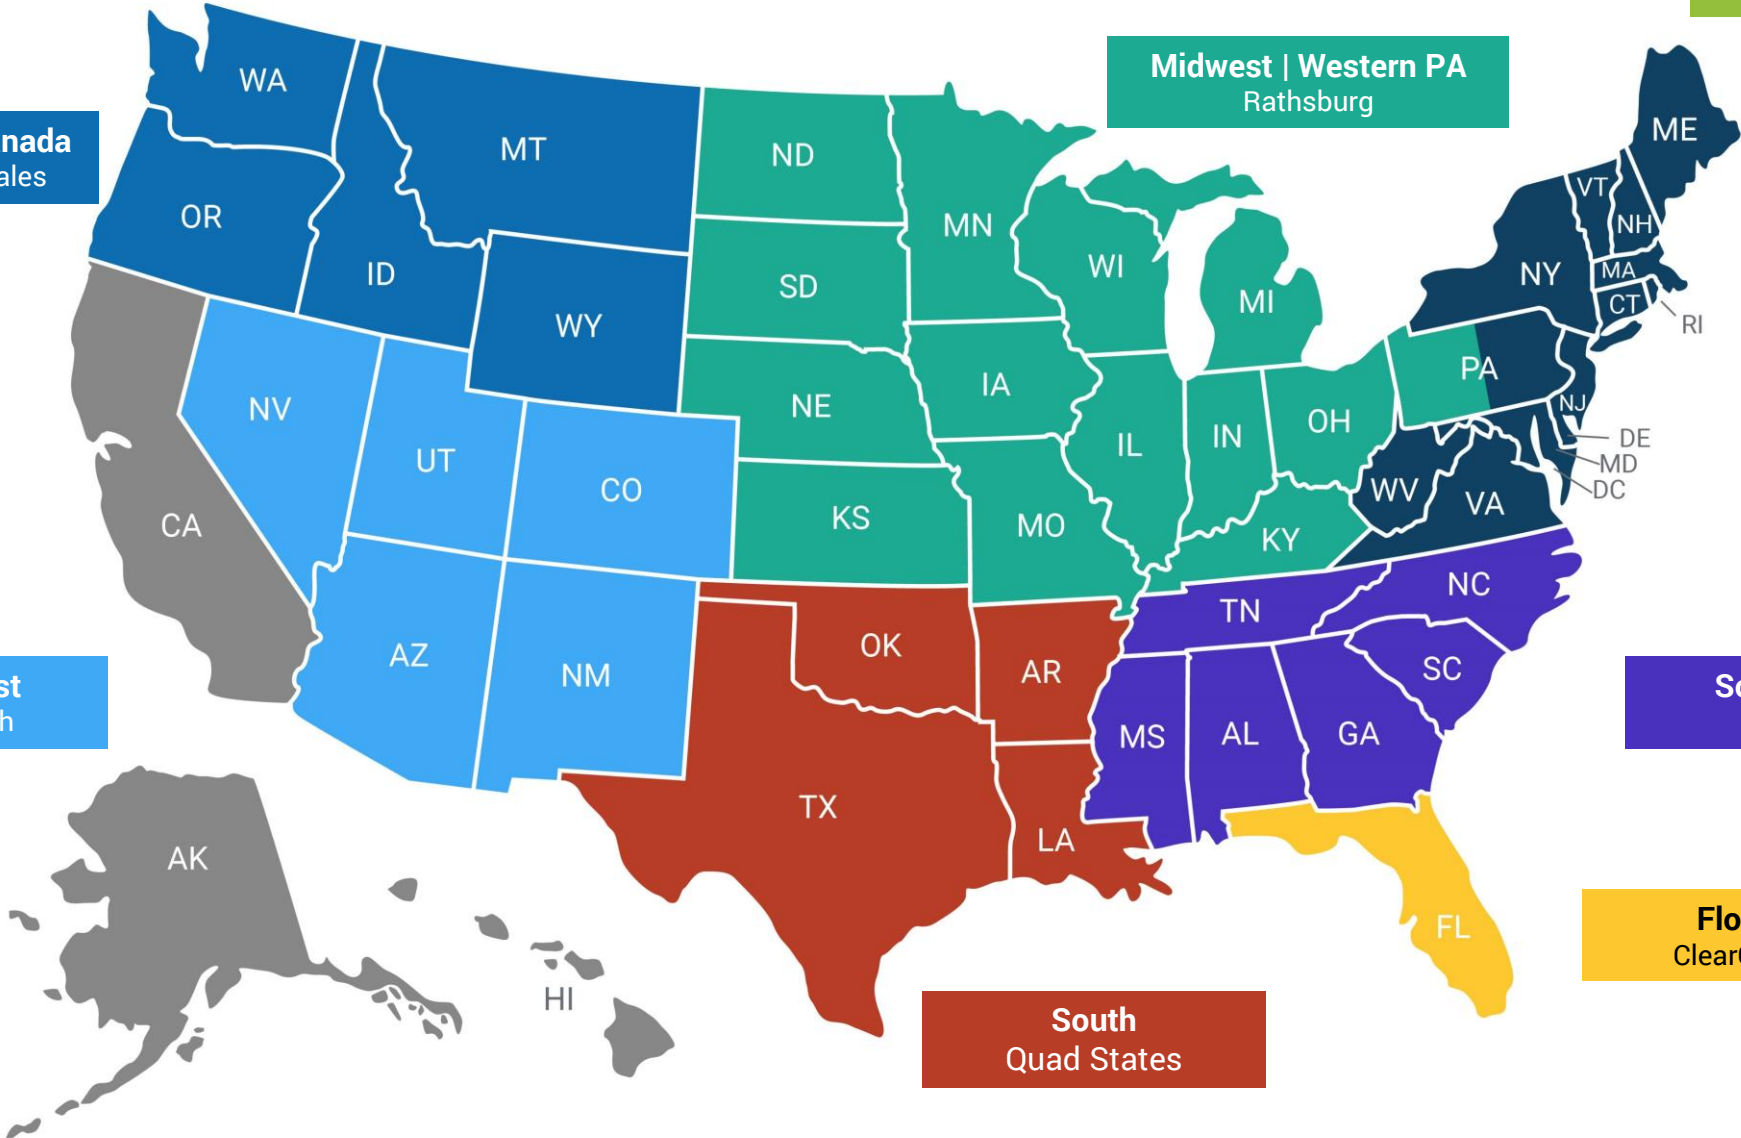 WA
Midwest | Western PA
Rathsburg
ME
nada
ales
MT
ND
VT
OR
MN
NH
ID
WI
NY
MA
SD
MI
CT
WY
RI
PA
IA
NE
NJ
NV
OH
IN
DE
IL
UT
MD
CO
WV
DC
VA
KS
MO
CA
KY
NC
TN
OK
AZ
AR
SC
NM
st
h
So
MS
AL
GA
TX
LA
AK
Flo
FL
Clear
HI
South
Quad States